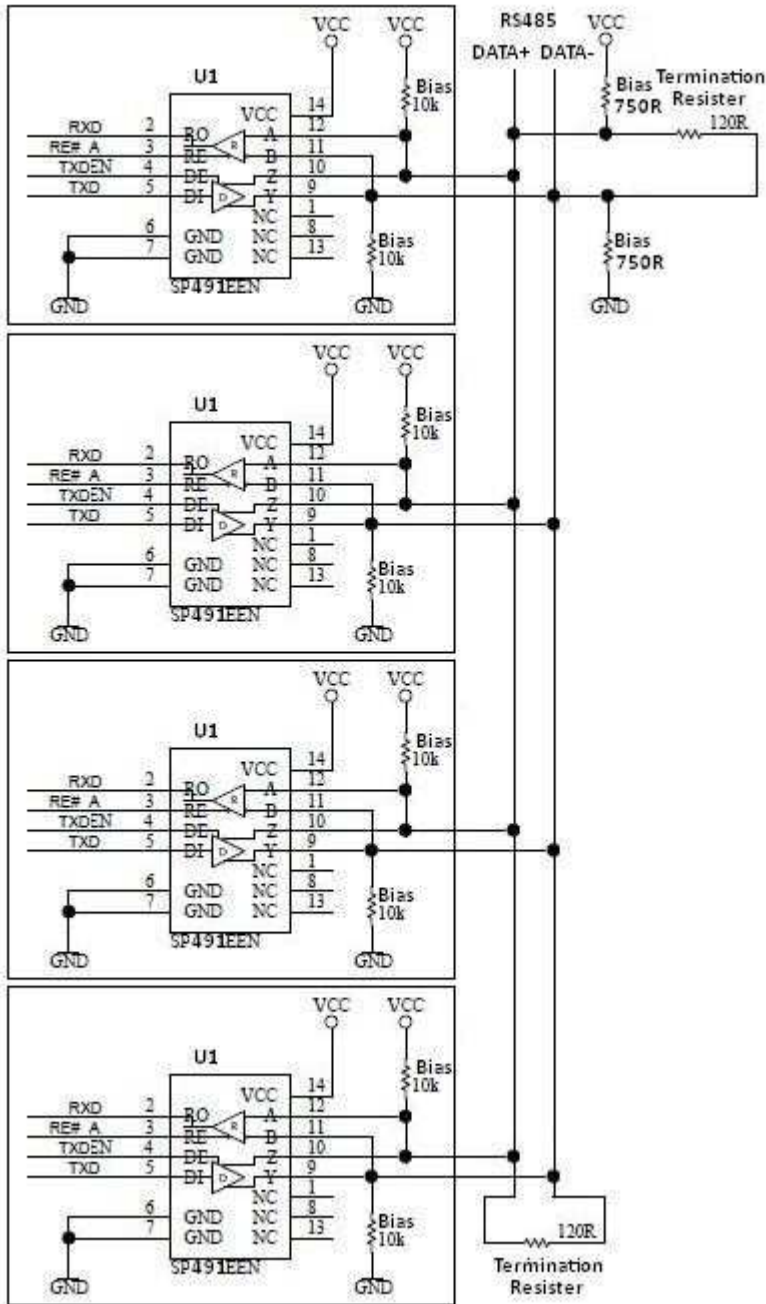 VCC VCC RS485 VCC
DATA+ DATA-
U1
Bias
10k
Bias
750R
Termination
Resister
120R
VCC 14
RXD 2 RO A 12
RE# A 3 RE R B 11
TXDEN 4 DE Z 10
TXD 5 DI D Y 9
NC 1
6 GND NC 8
7 GND NC 13
Bias
10k
Bias
750R
GND SP491EEN GND GND
VCC VCC
U1
Bias
10k
VCC 14
RXD 2 RO A 12
RE# A 3 RE R B 11
TXDEN 4 DE Z 10
TXD 5 DI D Y 9
NC 1
6 GND NC 8
7 GND NC 13
Bias
10k
GND SP491EEN GND
VCC VCC
U1
Bias
10k
VCC 14
RXD 2 RO A 12
RE# A 3 RE R B 11
TXDEN 4 DE Z 10
TXD 5 DI D Y 9
NC 1
6 GND NC 8
7 GND NC 13
Bias
10k
GND SP491EEN GND
VCC VCC
U1
Bias
10k
VCC 14
RXD 2 RO A 12
RE# A 3 RE R B 11
TXDEN 4 DE Z 10
TXD 5 DI D Y 9
NC 1
6 GND NC 8
7 GND NC 13
Bias
10k
GND SP491EEN GND
120R
Termination
Resister